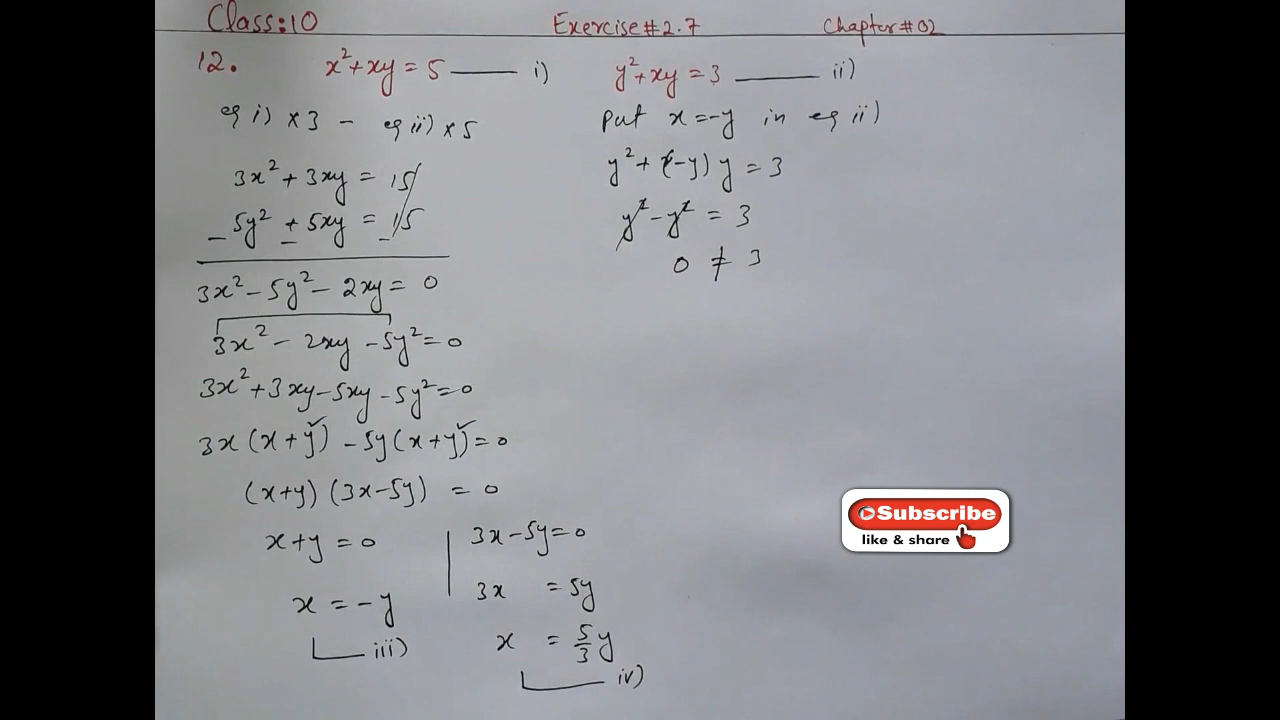 Class:10 Exercise#2.7 Chapter#02
12. x²+xy=5 —— i) y²+xy=3 —— ii)
eq i) ×3 - eq ii) ×5
3x²+3xy=15
5y²+5xy=15
- - -
3x²-5y²-2xy=0
3x²-2xy-5y²=0
3x²+3xy-5xy-5y²=0
3x(x+y)-5y(x+y)=0
(x+y)(3x-5y)=0
x+y=0
x=-y
iii)
3x-5y=0
3x=5y
x=5/3y
iv)
Put x=-y in eq ii)
y²+(-y)y=3
y²-y²=3
0≠3
Subscribe
like & share